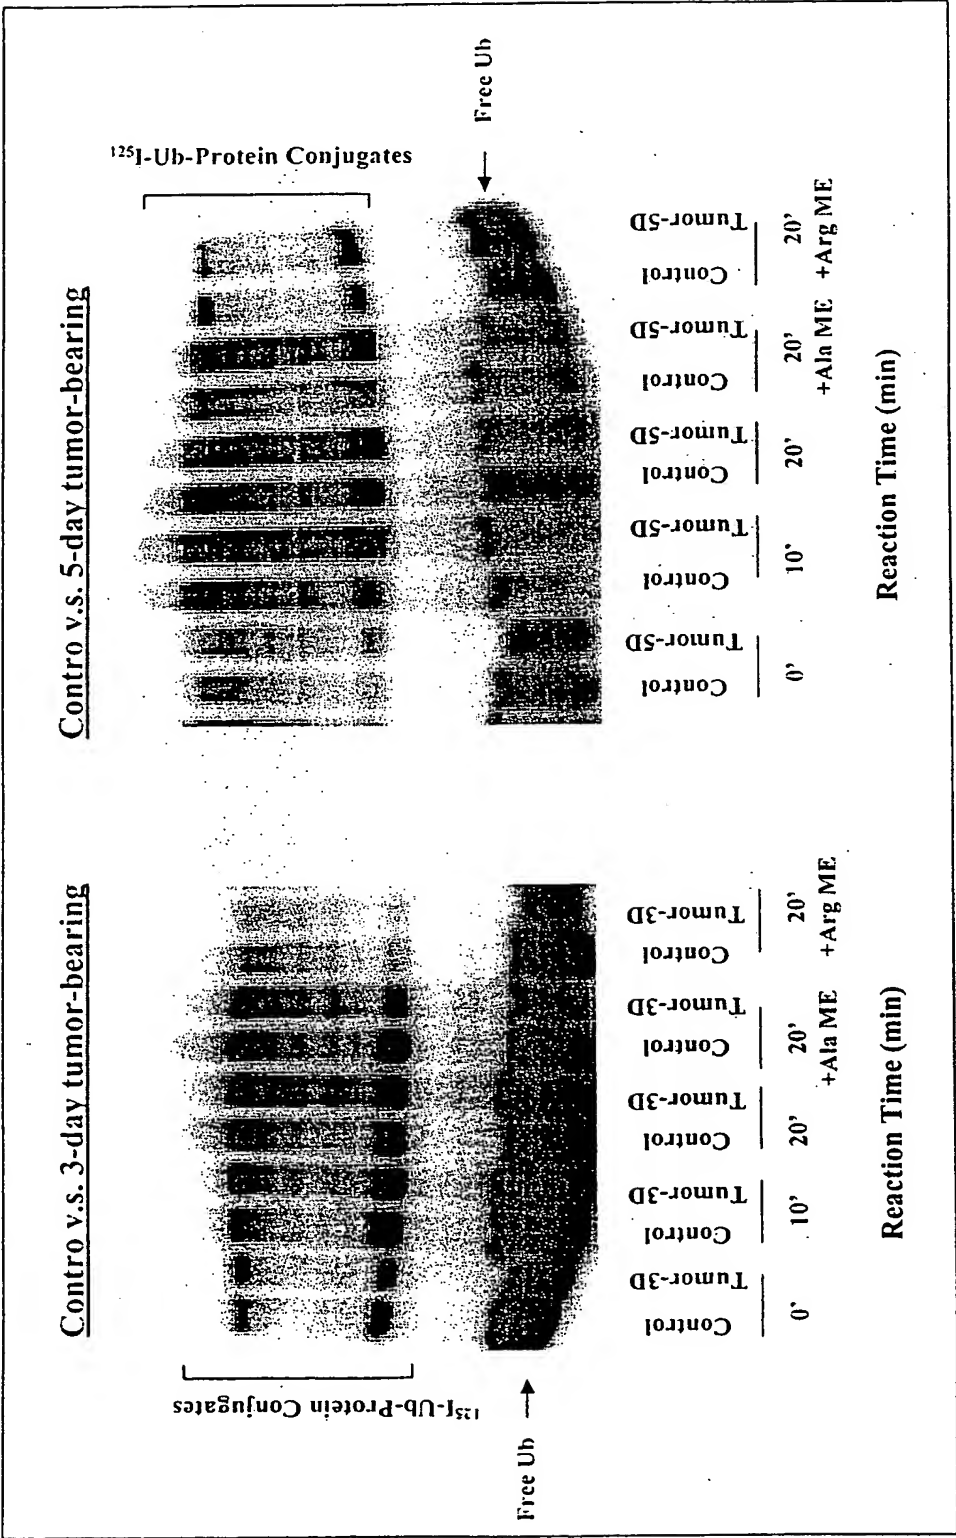 Contro v.s. 3-day tumor-bearing
¹²⁵I-Ub-Protein Conjugates
Free Ub
Control
Tumor-3D
Control
Tumor-3D
Control
Tumor-3D
Control
Tumor-3D
Control
Tumor-3D
0' 10' 20' 20' 20'
+Ala ME +Arg ME
Reaction Time (min)
Contro v.s. 5-day tumor-bearing
¹²⁵I-Ub-Protein Conjugates
Free Ub
Control
Tumor-5D
Control
Tumor-5D
Control
Tumor-5D
Control
Tumor-5D
Control
Tumor-5D
0' 10' 20' 20' 20'
+Ala ME +Arg ME
Reaction Time (min)